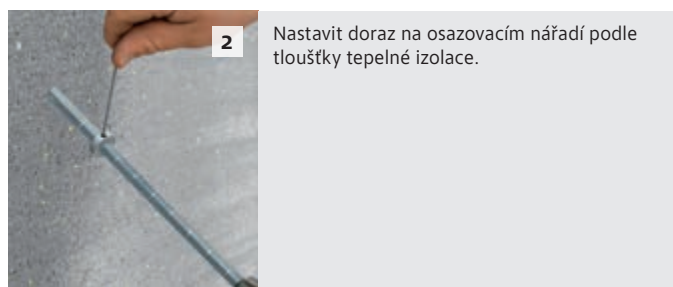 2
Nastavit doraz na osazovacím nářadí podle
tloušťky tepelné izolace.